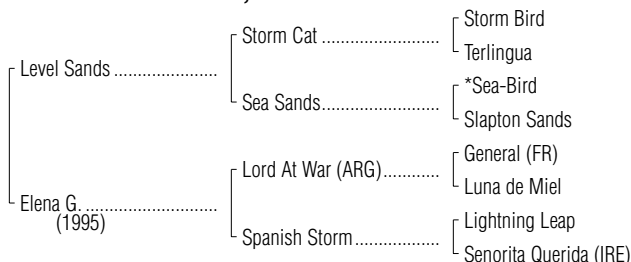 Storm Bird
Storm Cat ........................
Terlingua
Level Sands .....................
*Sea-Bird
Sea Sands.......................
Slapton Sands
General (FR)
Lord At War (ARG)...........
Luna de Miel
Elena G. ...........................
(1995)
Lightning Leap
Spanish Storm.................
Senorita Querida (IRE)